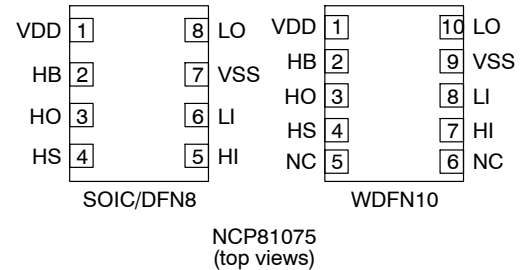 VDD 1 8 LO VDD 1 10 LO
HB 2 7 VSS HB 2 9 VSS
HO 3 6 LI HO 3 8 LI
HS 4 5 HI HS 4 7 HI
NC 5 6 NC
SOIC/DFN8 WDFN10
NCP81075
(top views)